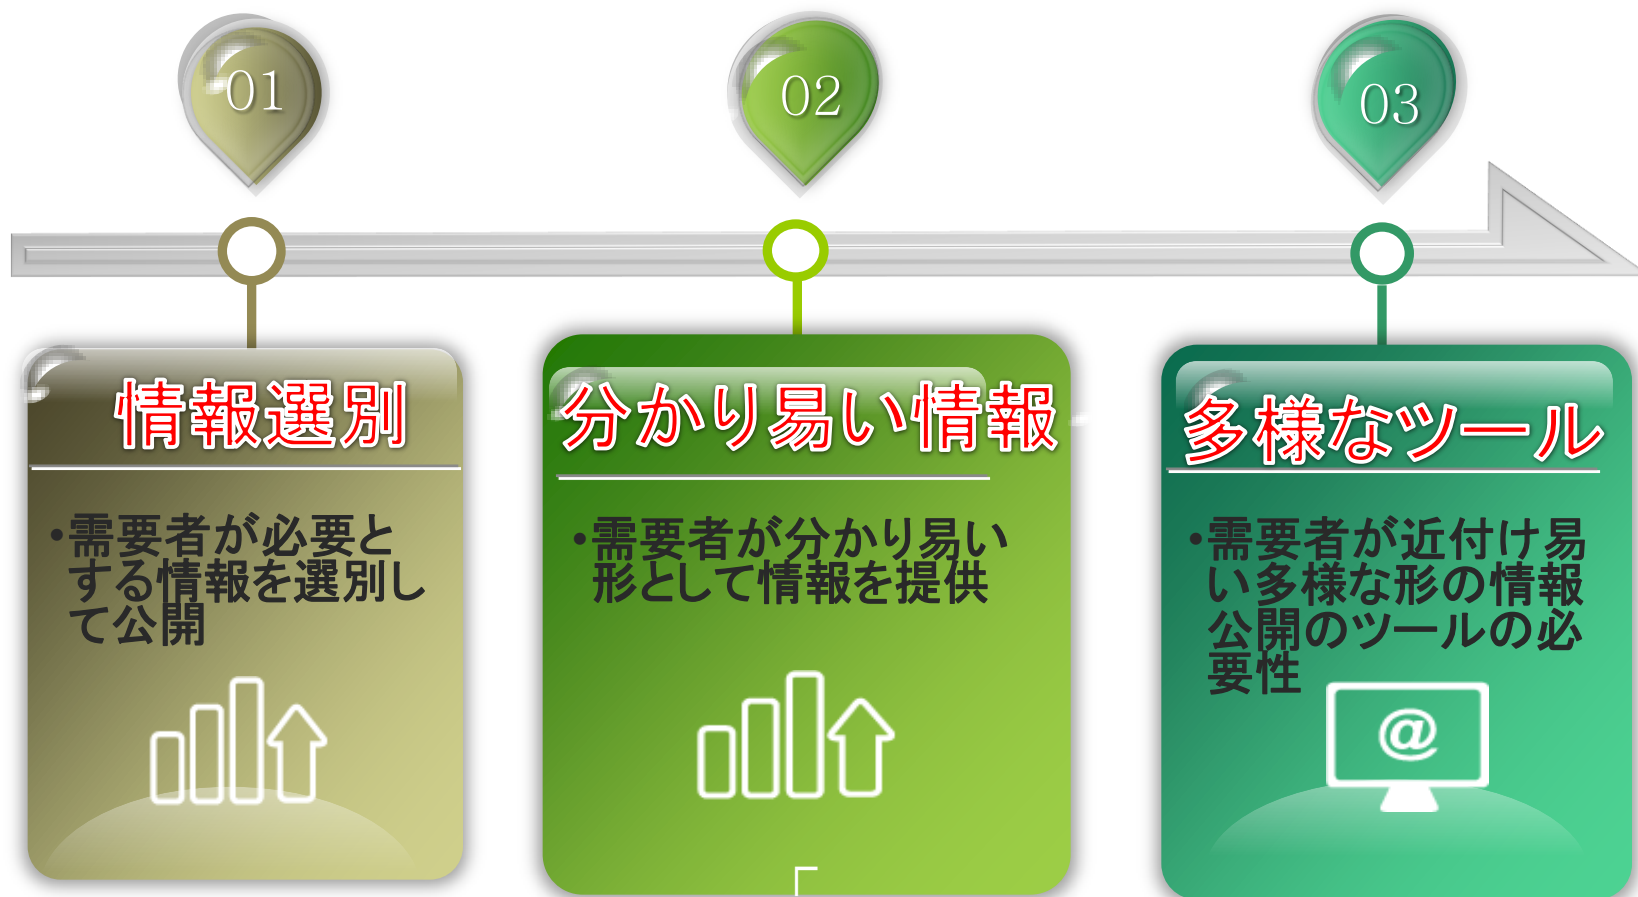 01
02
03
情報選別
・需要者が必要と
する情報を選別し
て公開
分かり易い情報
・需要者が分かり易い
形として情報を提供
多様なツール
・需要者が近付け易
い多様な形の情報
公開のツールの必
要性
@